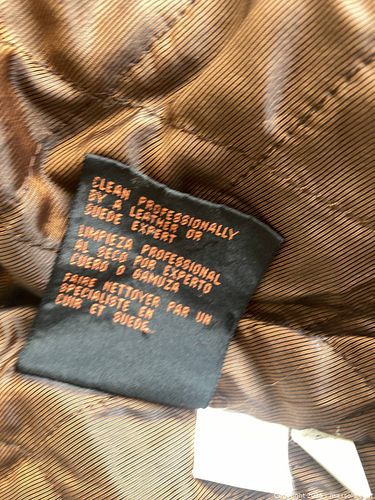 CLEAN PROFESSIONALLY
BY A LEATHER OR
SUEDE EXPERT
LIMPIEZA PROFESSIONAL
AL SECO POR EXPERTO
CUERO O GAMUZA
FAIRE NETTOYER PAR UN
SPECIALISTE EN
CUIR ET SUEDE.